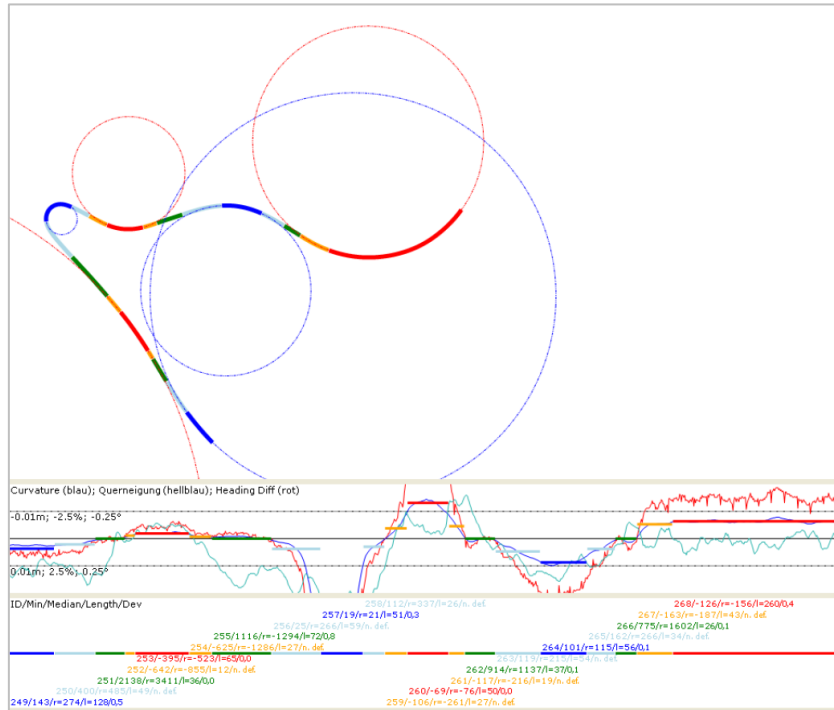 Curvature (blau); Querneigung (hellblau); Heading Diff (rot)
-0.01m; -2.5%; -0.25°
0.01m; 2.5%; 0.25°
ID/Min/Median/Length/Dev
258/112/r=337/l=26/n. def.
268/-126/r=-156/l=260/0,4
257/19/r=21/l=51/0,3
267/-163/r=-187/l=43/n. def.
256/25/r=266/l=59/n. def.
266/775/r=1602/l=26/0,1
255/1116/r=-1294/l=72/0,8
265/162/r=266/l=34/n. def.
254/-625/r=-1286/l=27/n. def.
264/101/r=115/l=56/0,1
253/-395/r=-523/l=65/0,0
263/119/r=215/l=54/n. def.
252/-642/r=-855/l=12/n. def.
262/914/r=1137/l=37/0,1
251/2138/r=3411/l=36/0,0
261/-117/r=-216/l=19/n. def.
250/400/r=485/l=49/n. def.
260/-69/r=-76/l=50/0,0
249/143/r=274/l=128/0,5
259/-106/r=-261/l=27/n. def.